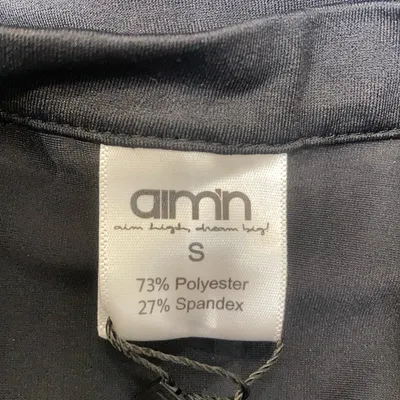 aim'n
aim high, dream big!
S
73% Polyester
27% Spandex